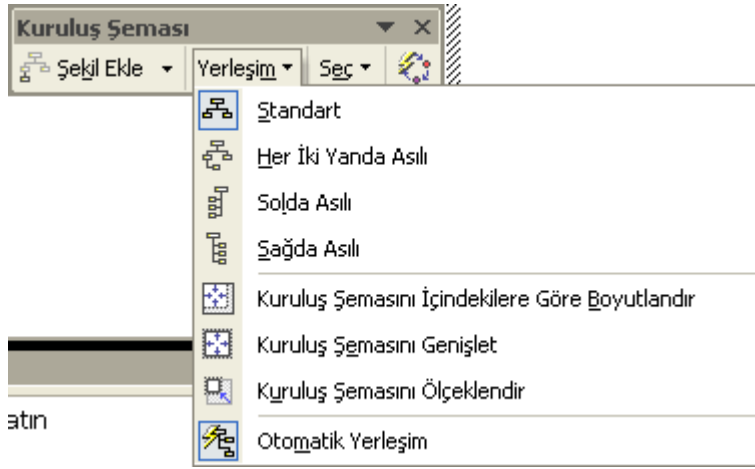 Kuruluş Şeması
Şekil Ekle Yerleşim Seç
Standart
Her İki Yanda Asılı
Solda Asılı
Sağda Asılı
Kuruluş Şemasını İçindekilere Göre Boyutlandır
Kuruluş Şemasını Genişlet
Kuruluş Şemasını Ölçeklendir
atın
Otomatik Yerleşim